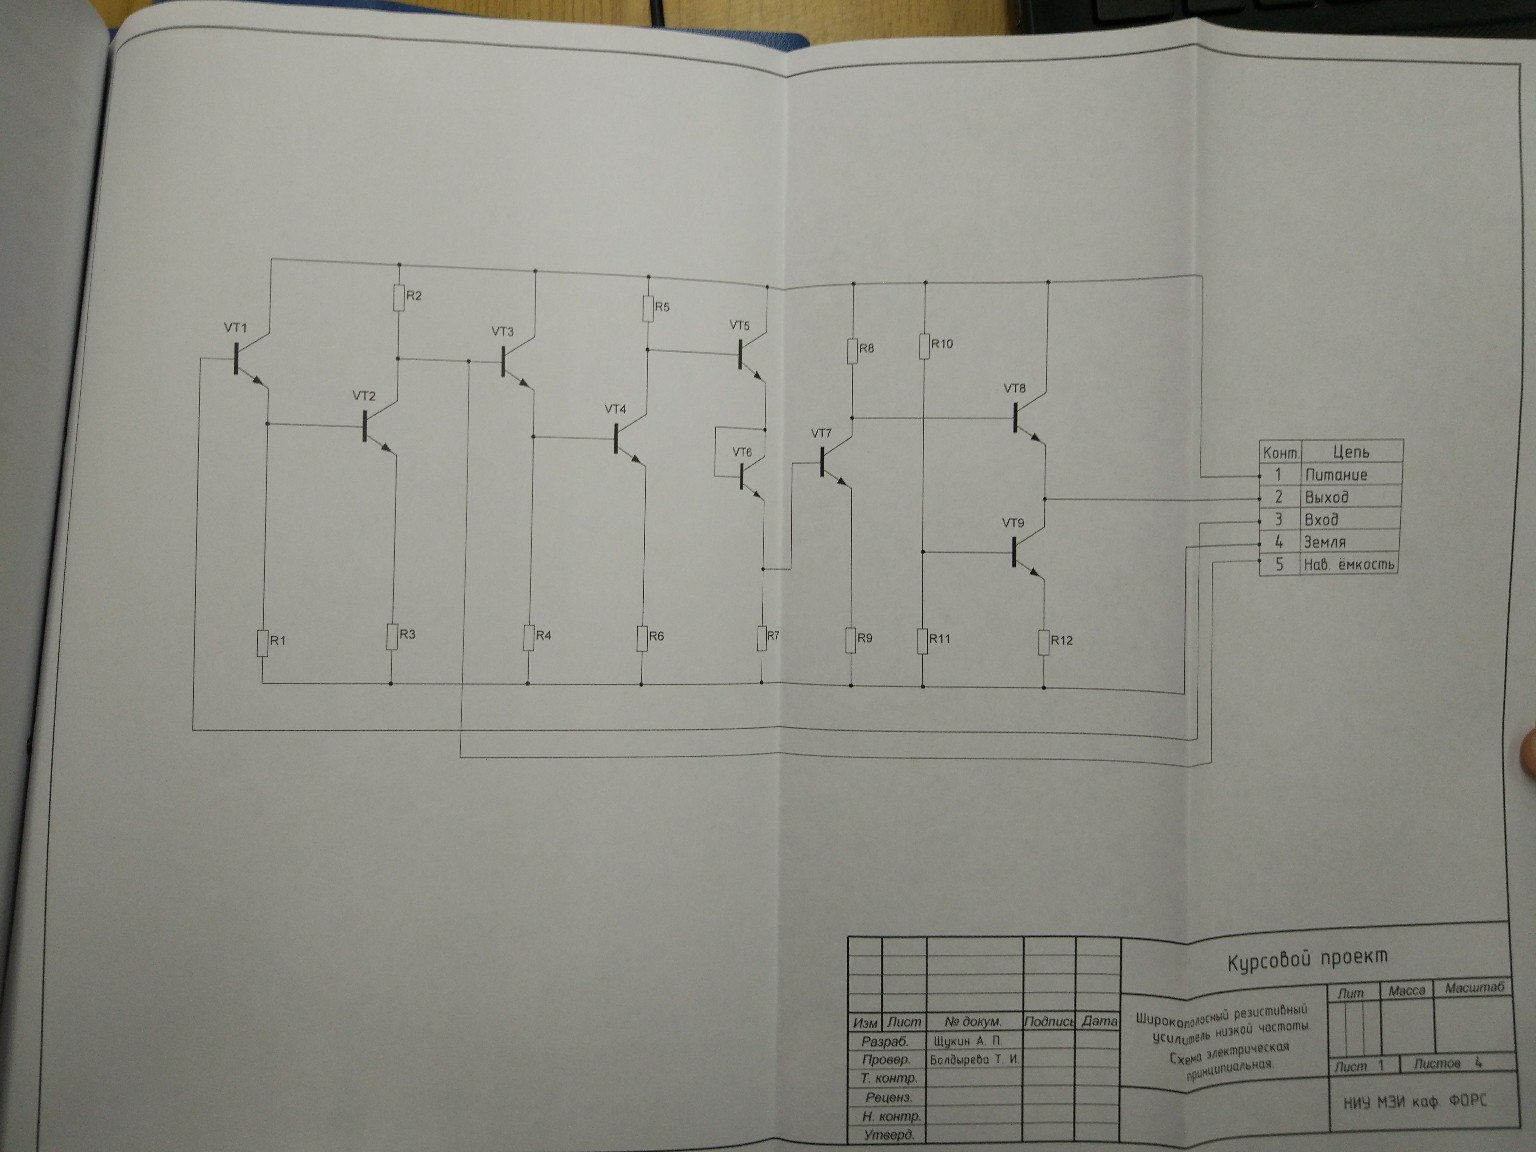 R2
VT1
VT3
R5
VT5
R8
R10
VT2
VT4
VT8
VT7
VT6
VT9
R1
R3
R4
R6
R7
R9
R11
R12
Конт. Цепь
1 Питание
2 Выход
3 Вход
4 Земля
5 Нав. ёмкость
Курсовой проект
Широкополосный резистивный
усилитель низкой частоты.
Схема электрическая
принципиальная.
Лит Масса Масштаб
Лист 1 Листов 4
НИУ МЭИ каф. ФОРС
Изм Лист № докум. Подпись Дата
Разраб. Щукин А. П.
Провер. Болдырева Т. И.
Т. контр.
Реценз.
Н. контр.
Утверд.